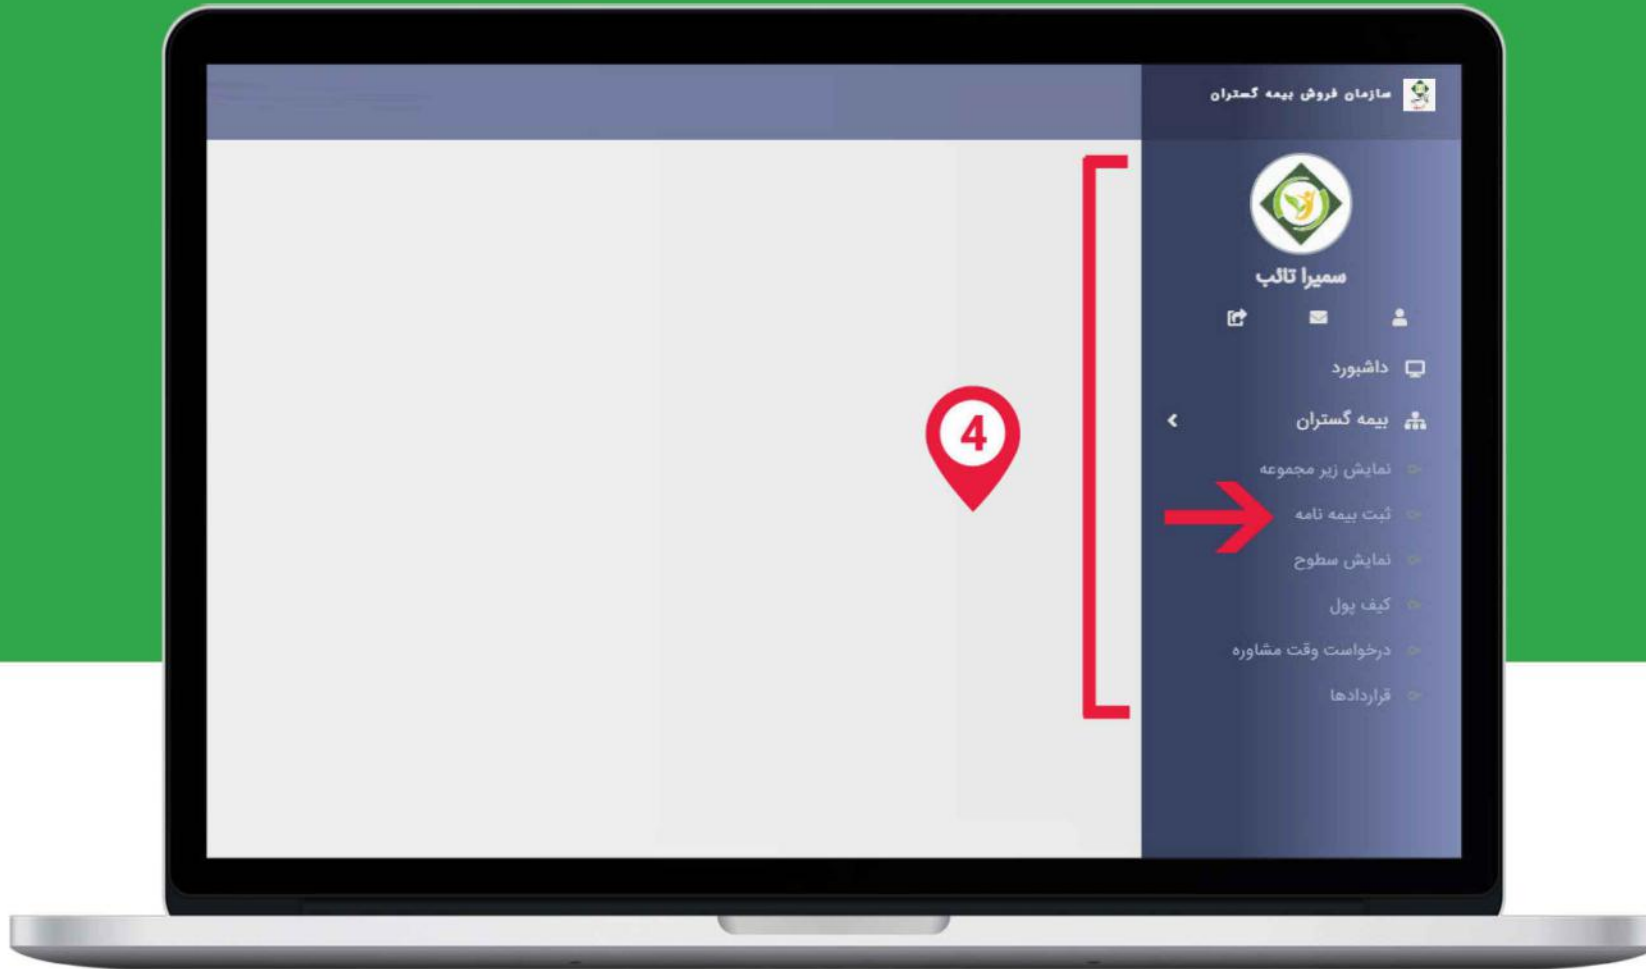 سازمان فروش بیمه گستران
سمیرا تائب
داشبورد
بیمه گستران
نمایش زیر مجموعه
ثبت بیمه نامه
نمایش سطوح
کیف پول
درخواست وقت مشاوره
قراردادها
4